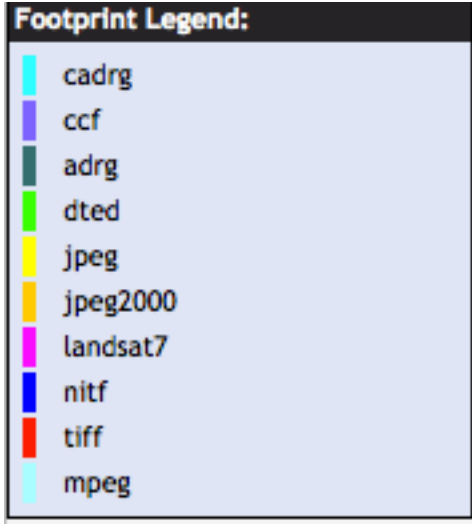 Footprint Legend:
cadrg
ccf
adrg
dted
jpeg
jpeg2000
landsat7
nitf
tiff
mpeg